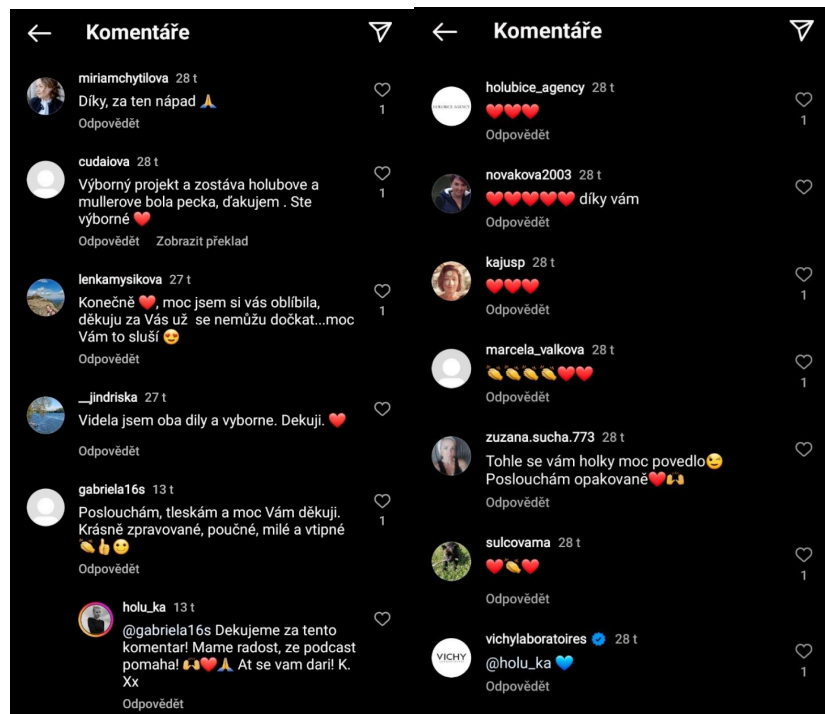 Komentáře
miriamchytilova 28 t
Díky, za ten nápad 🙏
1
Odpovědět
cudaiova 28 t
Výborný projekt a zostáva holubove a
mullerove bola pecka, ďakujem . Ste
výborné ❤️
1
Odpovědět Zobrazit překlad
lenkamysikova 27 t
Konečně ❤️, moc jsem si vás oblíbila,
děkuju za Vás už se nemůžu dočkat...moc
Vám to sluší 😍
1
Odpovědět
__jindriska 27 t
Videla jsem oba dily a vyborne. Dekuji. ❤️
Odpovědět
gabriela16s 13 t
Poslouchám, tleskám a moc Vám děkuji.
Krásně zpravované, poučné, milé a vtipné
👏👍🙂
1
Odpovědět
holu_ka 13 t
@gabriela16s Dekujeme za tento
komentar! Mame radost, ze podcast
pomaha! 🙌❤️🙏 At se vam dari! K.
Xx
Odpovědět
Komentáře
HOLUBICE AGENCY
holubice_agency 28 t
❤️❤️❤️
1
Odpovědět
novakova2003 28 t
❤️❤️❤️❤️❤️ díky vám
Odpovědět
kajusp 28 t
❤️❤️❤️
1
Odpovědět
marcela_valkova 28 t
👏👏👏👏❤️❤️
1
Odpovědět
zuzana.sucha.773 28 t
Tohle se vám holky moc povedlo😉
Poslouchám opakovaně❤️🙌
Odpovědět
sulcovama 28 t
❤️👏❤️
1
Odpovědět
VICHY
vichylaboratoires 28 t
@holu_ka 💙
1
Odpovědět